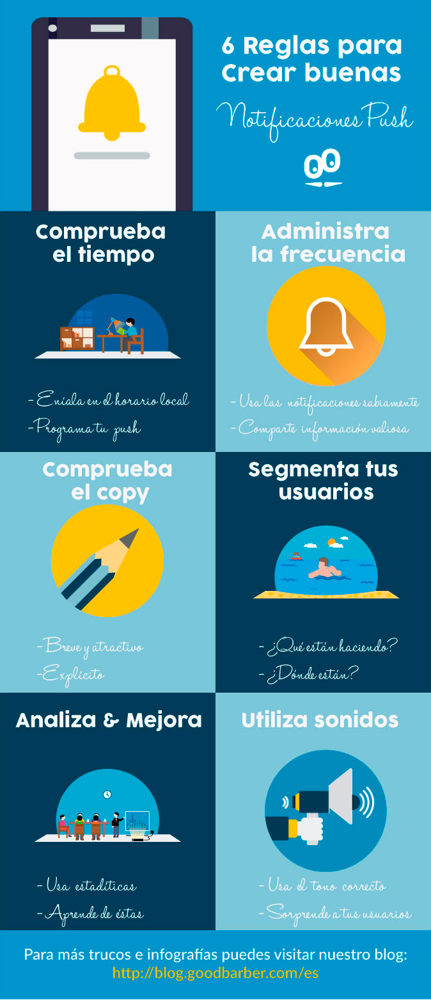 6 Reglas para
Crear buenas
Notificaciones Push
Comprueba
el tiempo
- Eníala en el horario local
- Programa tu push
Administra
la frecuencia
- Usa las notificaciones sabiamente
- Comparte información valiosa
Comprueba
el copy
- Breve y atractivo
- Explícito
Segmenta tus
usuarios
- ¿Qué están haciendo?
- ¿Dónde están?
Analiza & Mejora
- Usa estadíticas
- Aprende de éstas
Utiliza sonidos
- Usa el tono correcto
- Sorprende a tus usuarios
Para más trucos e infografías puedes visitar nuestro blog:
http://blog.goodbarber.com/es